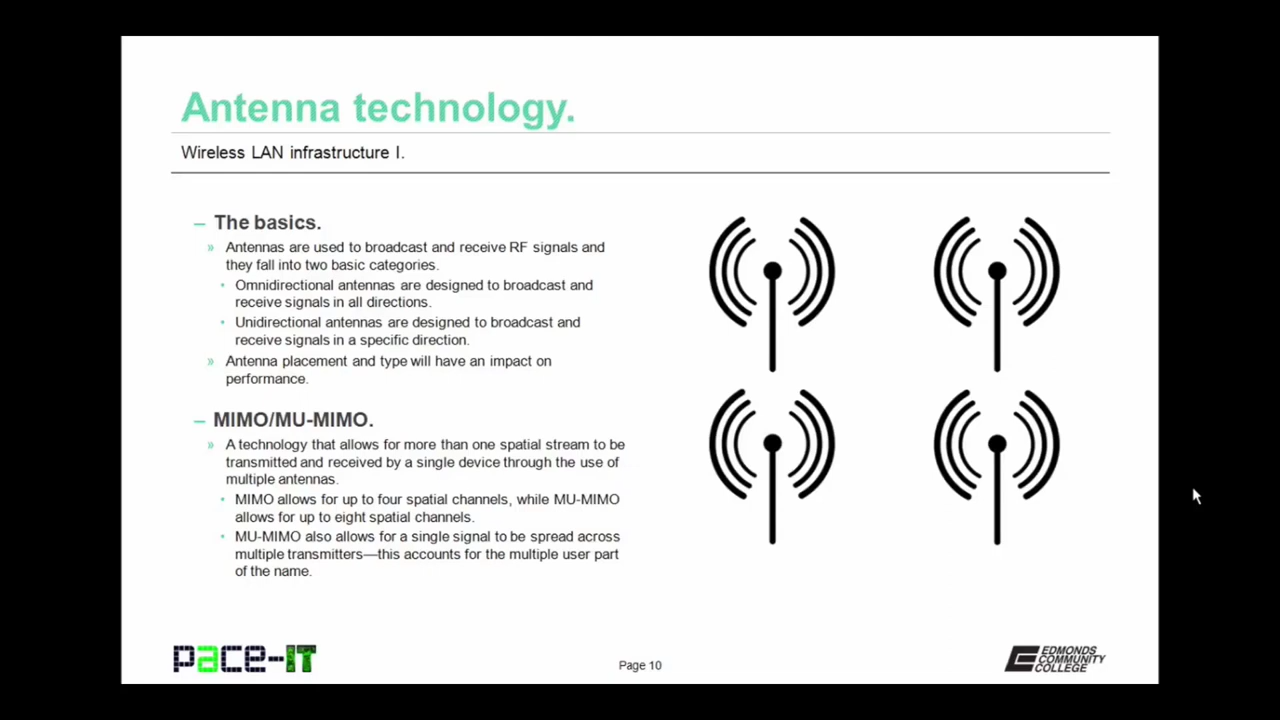 Antenna technology.
Wireless LAN infrastructure I.
– The basics.
» Antennas are used to broadcast and receive RF signals and
they fall into two basic categories.
• Omnidirectional antennas are designed to broadcast and
receive signals in all directions.
• Unidirectional antennas are designed to broadcast and
receive signals in a specific direction.
» Antenna placement and type will have an impact on
performance.
– MIMO/MU-MIMO.
» A technology that allows for more than one spatial stream to be
transmitted and received by a single device through the use of
multiple antennas.
• MIMO allows for up to four spatial channels, while MU-MIMO
allows for up to eight spatial channels.
• MU-MIMO also allows for a single signal to be spread across
multiple transmitters—this accounts for the multiple user part
of the name.
pace-IT
Page 10
EDMONDS
COMMUNITY
COLLEGE